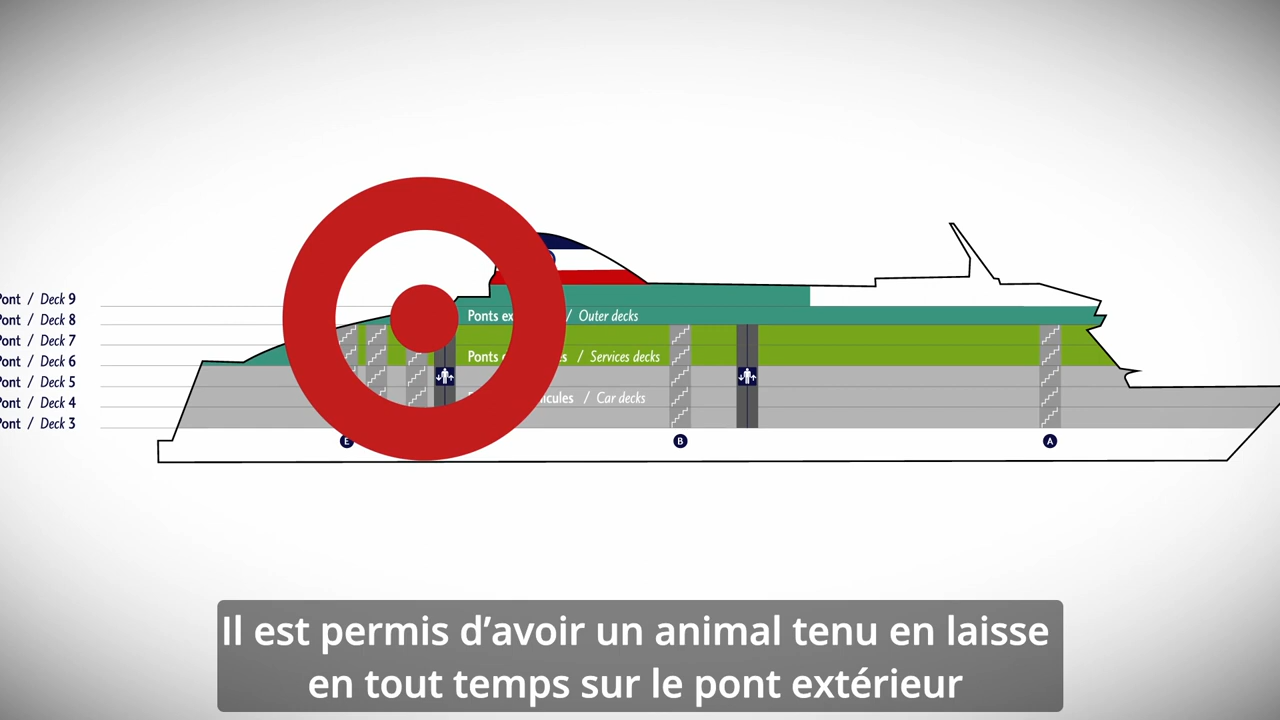 Pont / Deck 9
Pont / Deck 8
Pont / Deck 7
Pont / Deck 6
Pont / Deck 5
Pont / Deck 4
Pont / Deck 3
Ponts / Outer decks
Ponts / Services decks
/ Car decks
E
B
A
Il est permis d’avoir un animal tenu en laisse
en tout temps sur le pont extérieur